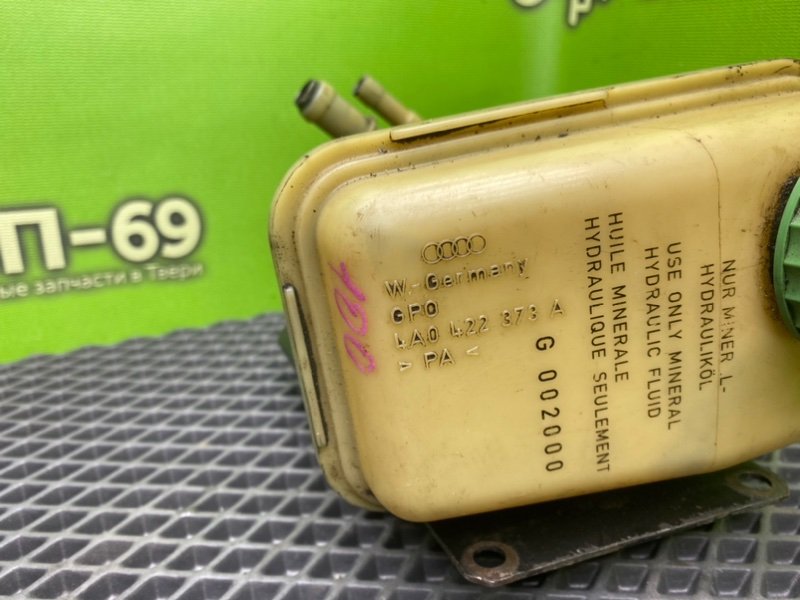 П-69
ые запчасти в Твери
W.-Germany
GPO
4A0 422 373 A
> PA <
G 002000
HUILE MINERALE
HYDRAULIQUE SEULEMENT
USE ONLY MINERAL
HYDRAULIC FLUID
NUR MINER L-
HYDRAULIKÖL